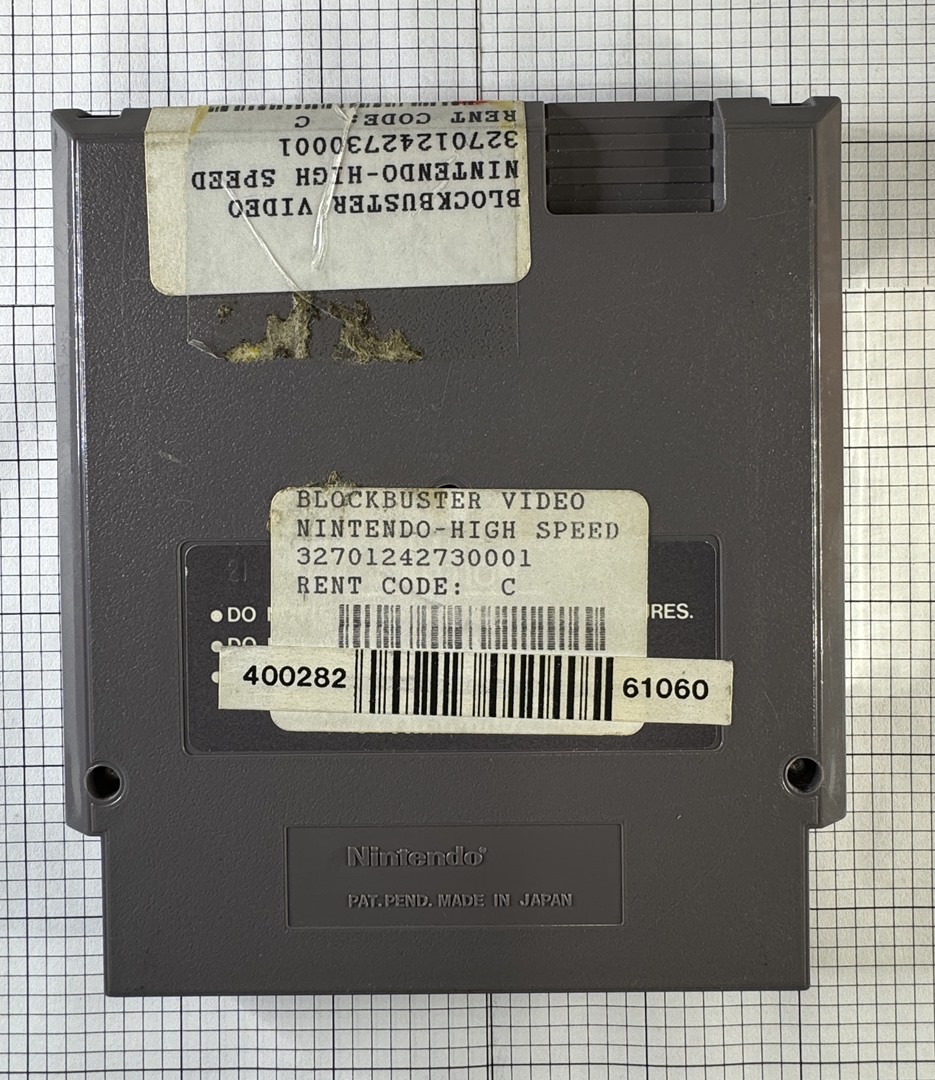 RENT CODE: C
32701242730001
NINTENDO-HIGH SPEED
BLOCKBUSTER VIDEO
BLOCKBUSTER VIDEO
NINTENDO-HIGH SPEED
32701242730001
RENT CODE: C
DO
DO
400282 61060
Nintendo®
PAT. PEND. MADE IN JAPAN